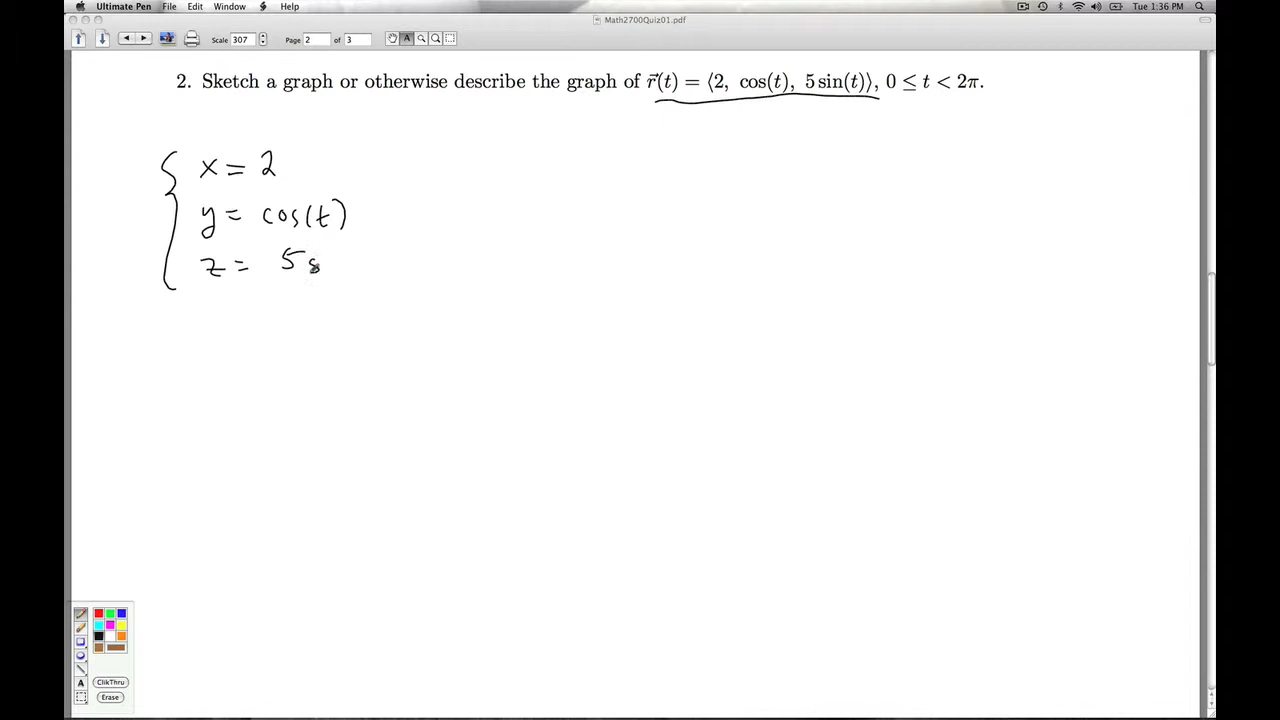 Ultimate Pen File Edit Window Help Tue 1:36 PM
Math2700Quiz01.pdf
Scale 307 Page 2 of 3 A
2. Sketch a graph or otherwise describe the graph of r⃗(t) = ⟨2, cos(t), 5 sin(t)⟩, 0 ≤ t < 2π.
x = 2
y = cos(t)
z = 5s
A
ClikThru
Erase